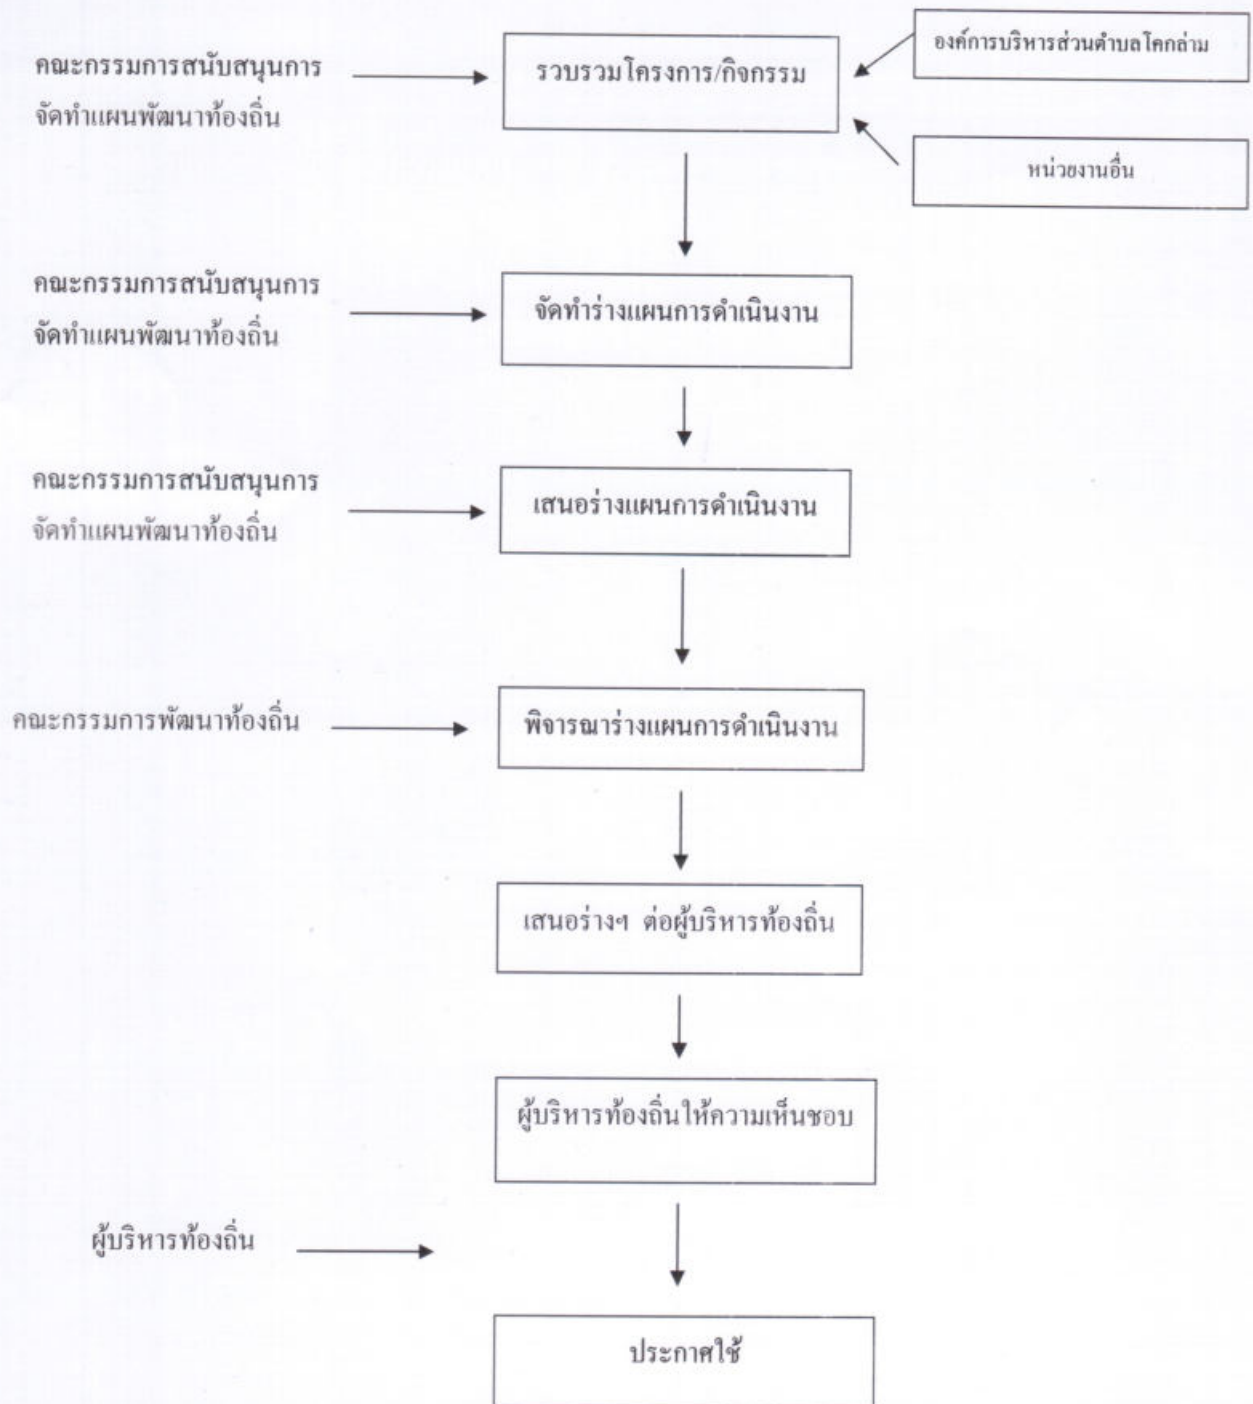 องค์การบริหารส่วนตำบลโคกล่าม
คณะกรรมการสนับสนุนการ
จัดทำแผนพัฒนาท้องถิ่น
รวบรวมโครงการ/กิจกรรม
หน่วยงานอื่น
คณะกรรมการสนับสนุนการ
จัดทำแผนพัฒนาท้องถิ่น
จัดทำร่างแผนการดำเนินงาน
คณะกรรมการสนับสนุนการ
จัดทำแผนพัฒนาท้องถิ่น
เสนอร่างแผนการดำเนินงาน
คณะกรรมการพัฒนาท้องถิ่น
พิจารณาร่างแผนการดำเนินงาน
เสนอร่างฯ ต่อผู้บริหารท้องถิ่น
ผู้บริหารท้องถิ่นให้ความเห็นชอบ
ผู้บริหารท้องถิ่น
ประกาศใช้